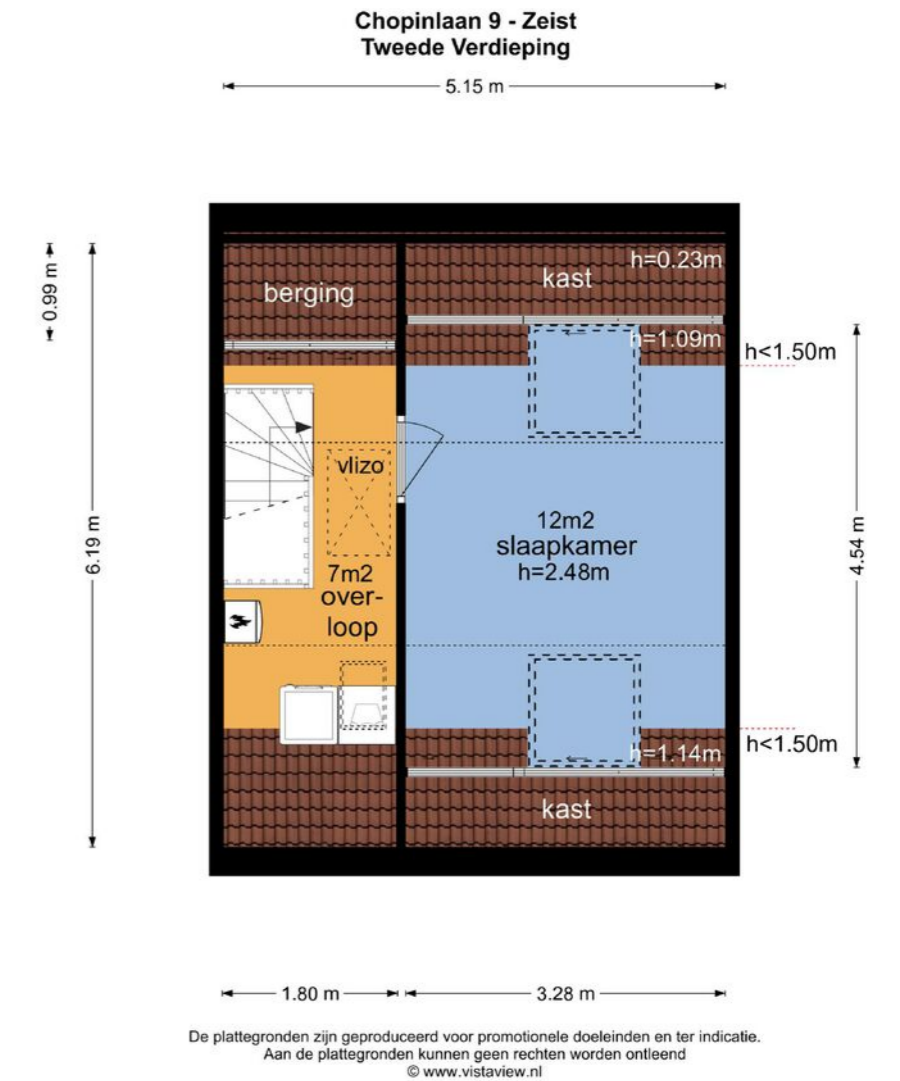 Chopinlaan 9 - Zeist
Tweede Verdieping
5.15 m
0.99 m
6.19 m
berging
kast
h=0.23m
h=1.09m
h<1.50m
vlizo
7m2
over-
loop
12m2
slaapkamer
h=2.48m
4.54 m
h=1.14m
h<1.50m
kast
1.80 m
3.28 m
De plattegronden zijn geproduceerd voor promotionele doeleinden en ter indicatie.
Aan de plattegronden kunnen geen rechten worden ontleend
© www.vistaview.nl